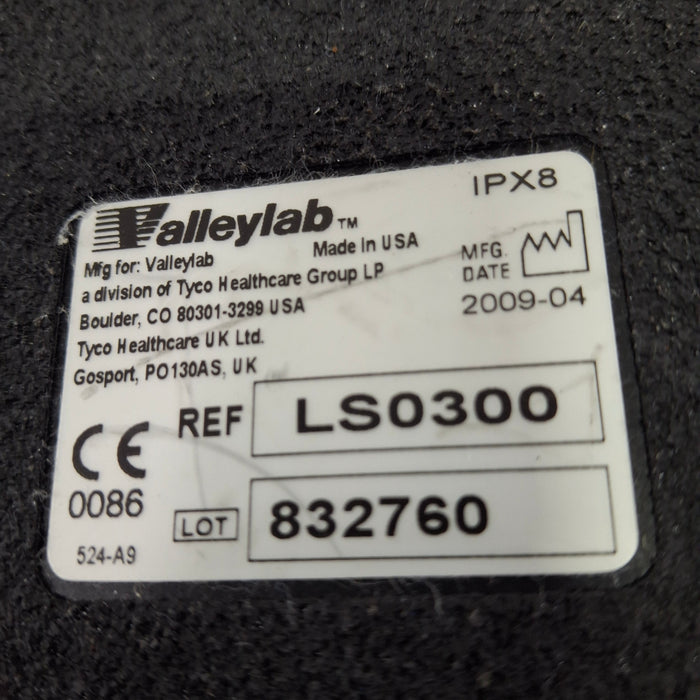 IPX8
Valleylab™
Made in USA
Mfg for: Valleylab
a division of Tyco Healthcare Group LP
Boulder, CO 80301-3299 USA
Tyco Healthcare UK Ltd.
Gosport, PO130AS, UK
MFG.
DATE
2009-04
REF LS0300
CE
0086
LOT 832760
524-A9